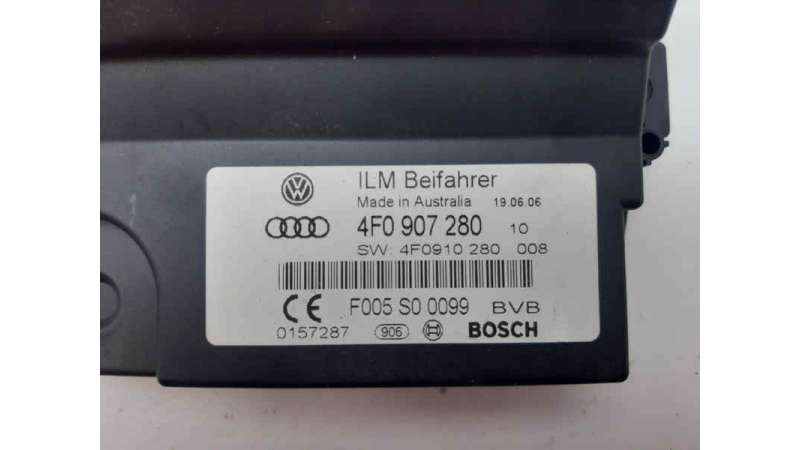 ILM Beifahrer
Made in Australia 19.06.06
4F0 907 280 10
SW: 4F0910 280 008
CE F005 S0 0099 BVB
0157287 906 BOSCH